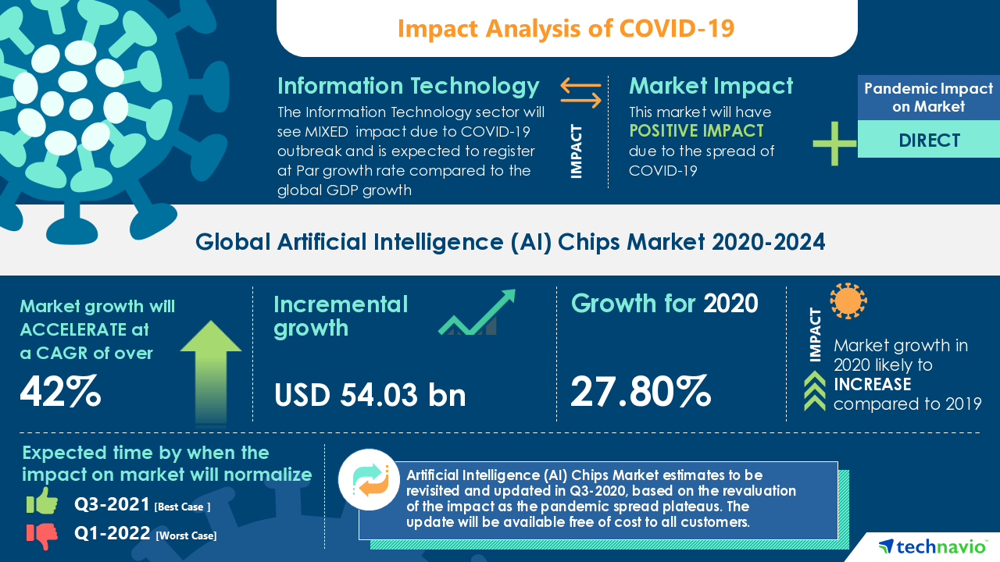 Impact Analysis of COVID-19
Information Technology
The Information Technology sector will
see MIXED impact due to COVID-19
outbreak and is expected to register
at Par growth rate compared to the
global GDP growth
IMPACT
Market Impact
This market will have
POSITIVE IMPACT
due to the spread of
COVID-19
Pandemic Impact
on Market
DIRECT
Global Artificial Intelligence (AI) Chips Market 2020-2024
Market growth will
ACCELERATE at
a CAGR of over
42%
Incremental
growth
USD 54.03 bn
Growth for 2020
27.80%
IMPACT
Market growth in
2020 likely to
INCREASE
compared to 2019
Expected time by when the
impact on market will normalize
Q3-2021 [Best Case ]
Q1-2022 [Worst Case]
Artificial Intelligence (AI) Chips Market estimates to be
revisited and updated in Q3-2020, based on the revaluation
of the impact as the pandemic spread plateaus. The
update will be available free of cost to all customers.
technavio